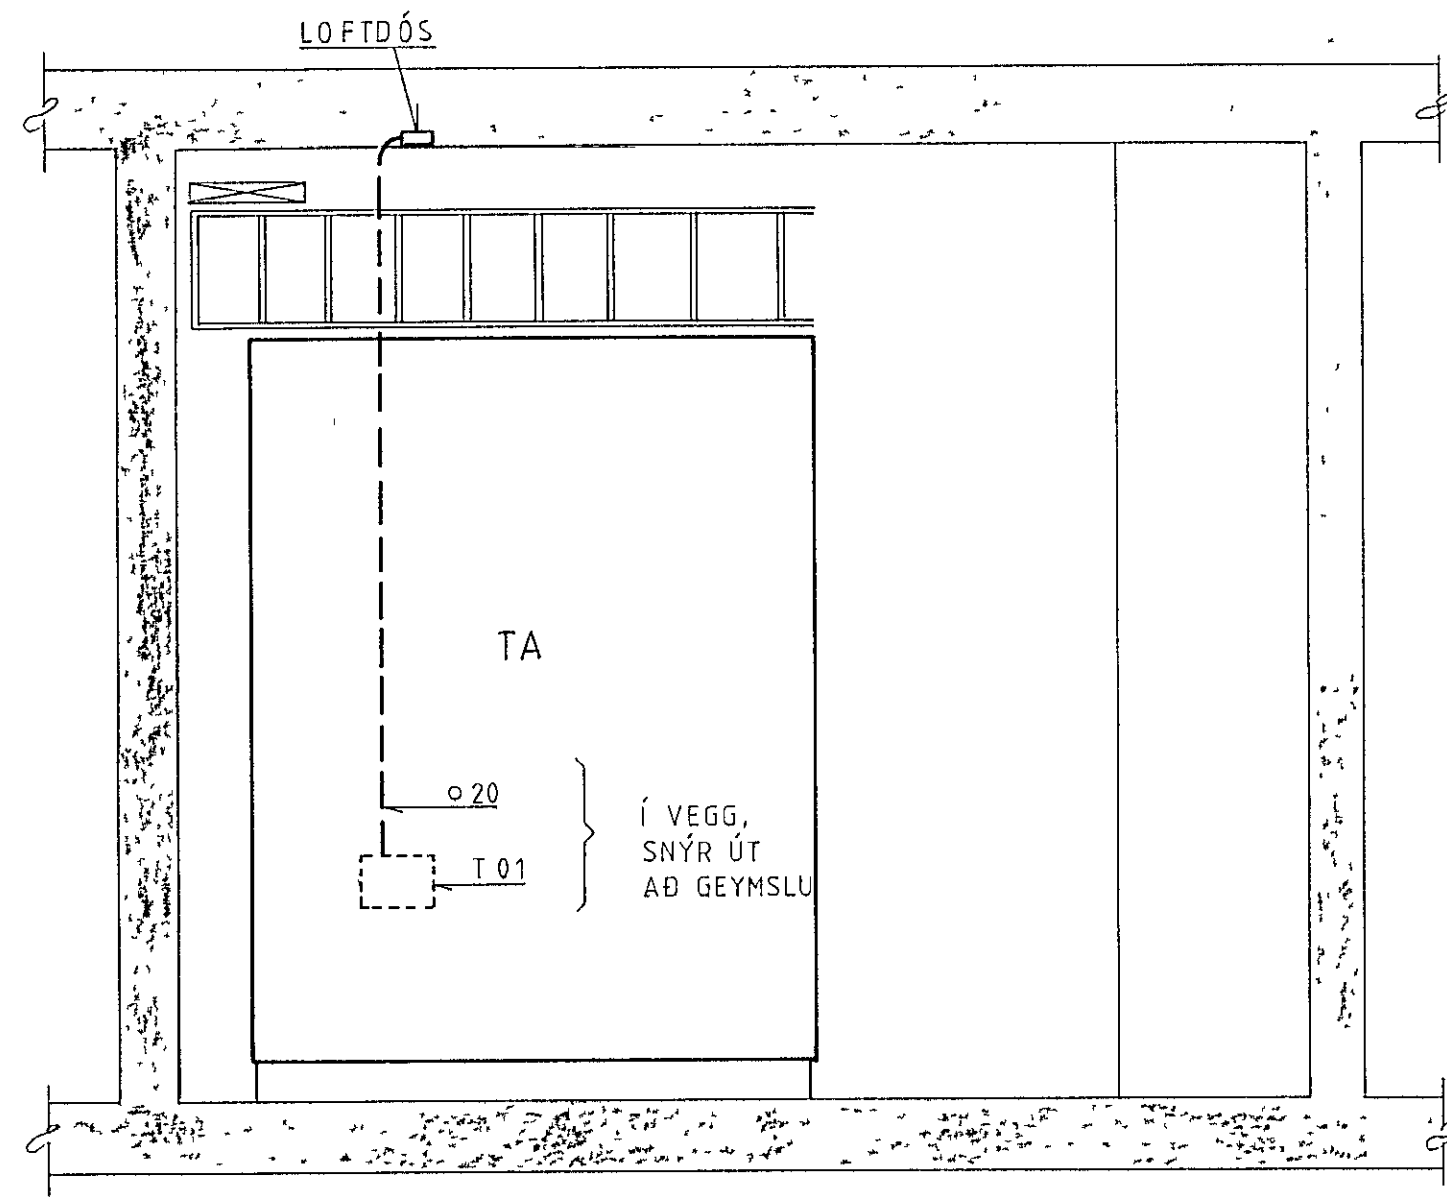 LOFTDÓS
TA
o 20
T 01
Í VEGG,
SNÝR ÚT
AÐ GEYMSLU